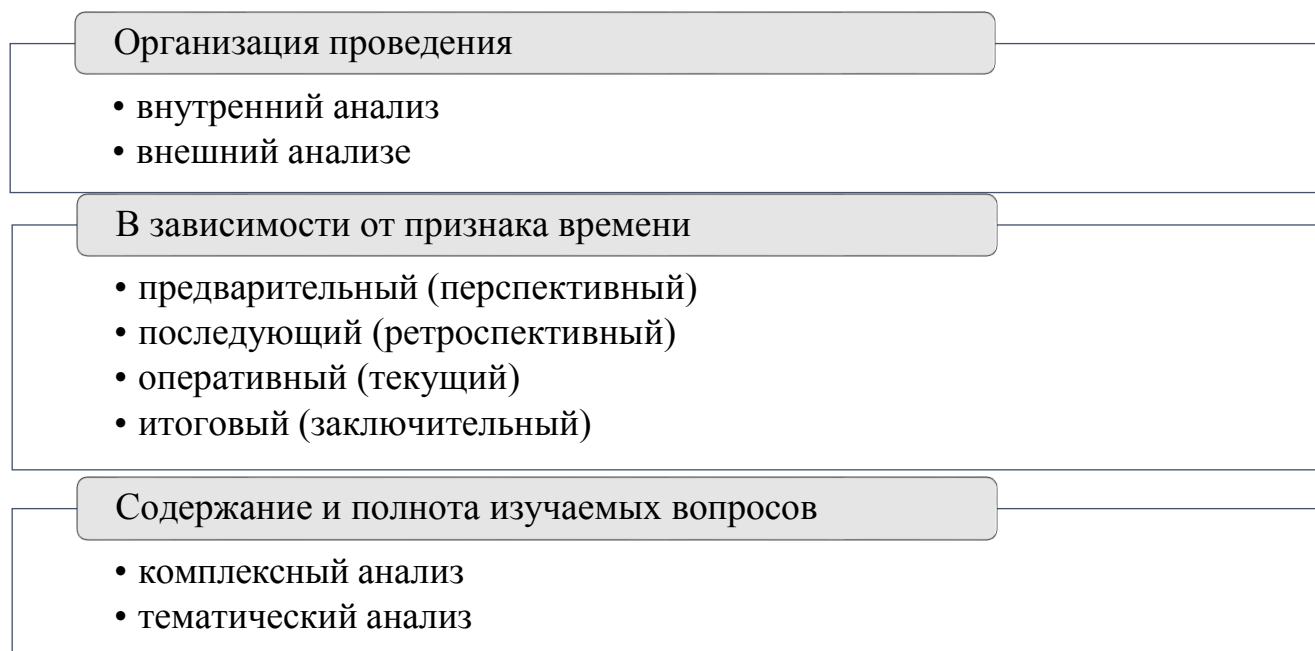 Организация проведения
• внутренний анализ
• внешний анализе
В зависимости от признака времени
• предварительный (перспективный)
• последующий (ретроспективный)
• оперативный (текущий)
• итоговый (заключительный)
Содержание и полнота изучаемых вопросов
• комплексный анализ
• тематический анализ